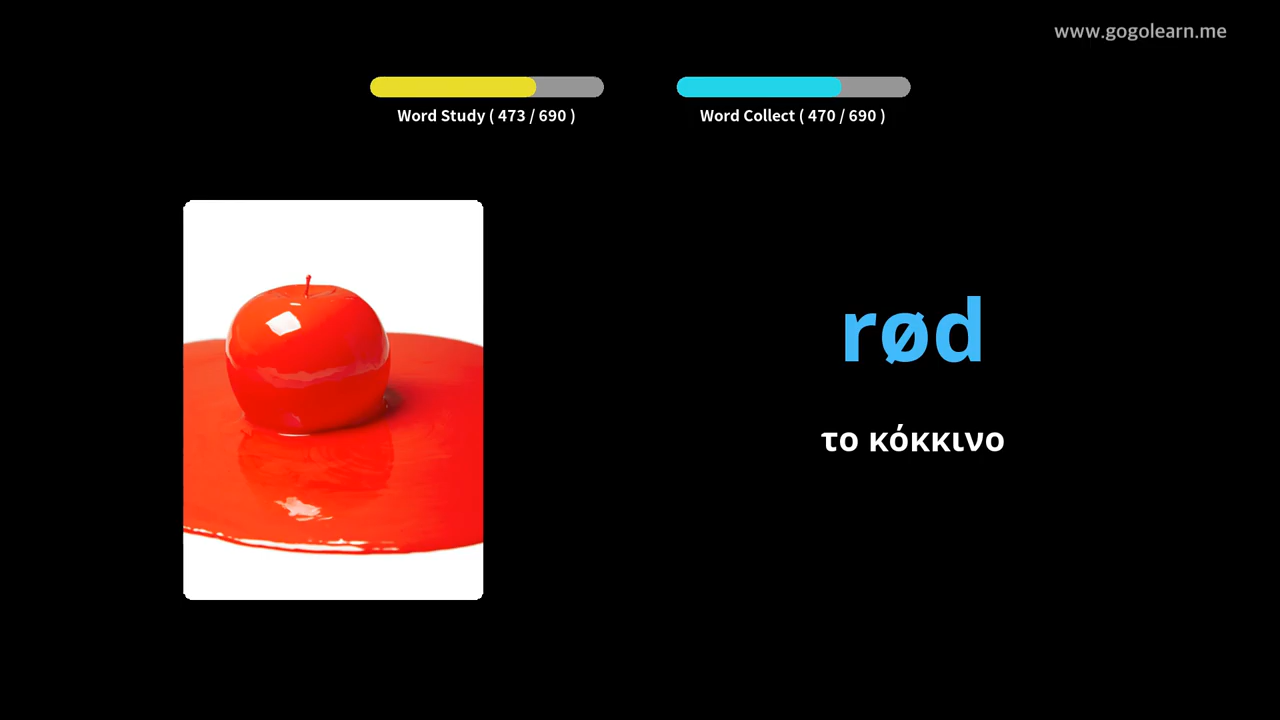 www.gogolearn.me
Word Study ( 473 / 690 )
Word Collect ( 470 / 690 )
rød
το κόκκινο